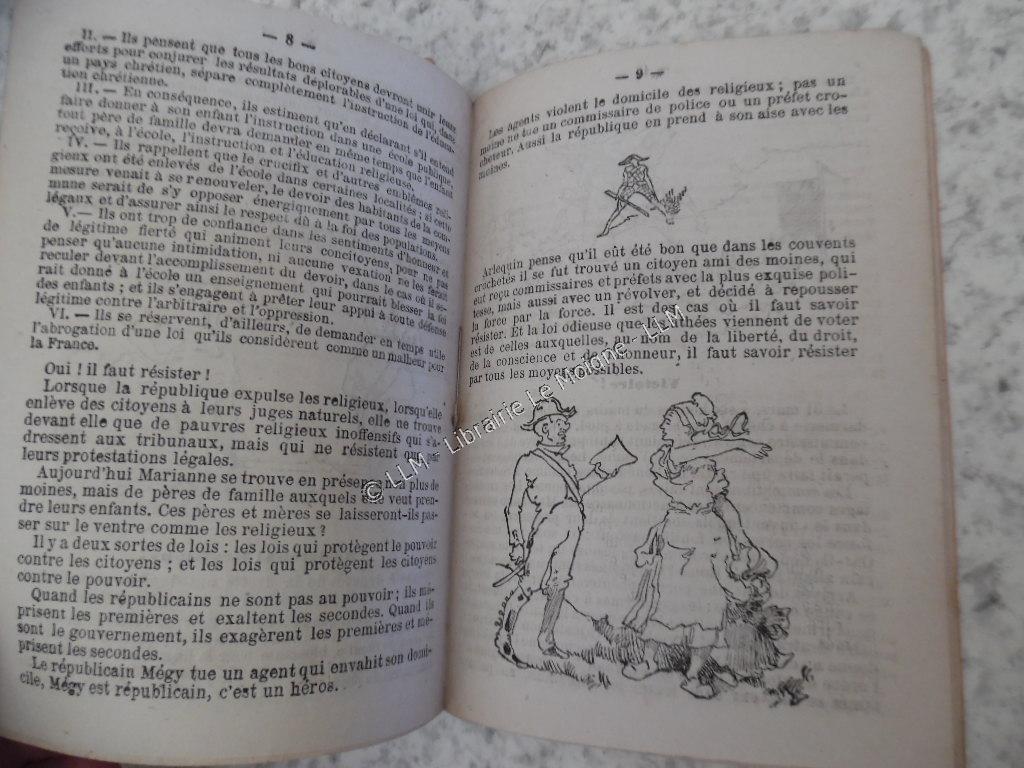 — 8 —
II. — Ils pensent que tous les bons citoyens devront unir leurs
efforts pour conjurer les résultats déplorables d'une loi qui, dans
un pays chrétien, sépare complètement l'instruction de l'éduca-
tion chrétienne.
III. — En conséquence, ils estiment qu'en déclarant s'il entend
faire donner à son enfant l'instruction dans une école publique,
tout père de famille devra demander en même temps que l'enfant
reçoive, à l'école, l'instruction et l'éducation religieuse.
IV. — Ils rappellent que le crucifix et d'autres emblèmes reli-
gieux ont été enlevés de l'école dans certaines localités; si cette
mesure venait à se renouveler, le devoir des habitants de la com-
mune serait de s'y opposer énergiquement par tous les moyens
légaux et d'assurer ainsi le respect dû à la foi des populations.
V. — Ils ont trop de confiance dans les sentiments d'honneur et
de légitime fierté qui animent leurs concitoyens, pour ne pas
penser qu'aucune intimidation, ni aucune vexation ne les feront
reculer devant l'accomplissement du devoir, dans le cas où il se-
rait donné à l'école un enseignement qui pourrait blesser la foi
des enfants; et ils s'engagent à prêter leur appui à toute défense
légitime contre l'arbitraire et l'oppression.
VI. — Ils se réservent, d'ailleurs, de demander en temps utile
l'abrogation d'une loi qu'ils considèrent comme un malheur pour
la France.
Oui ! il faut résister !
Lorsque la république expulse les religieux, lorsqu'elle
enlève des citoyens à leurs juges naturels, elle ne trouve
devant elle que de pauvres religieux inoffensifs qui s'a-
dressent aux tribunaux, mais qui ne résistent que par
leurs protestations légales.
Aujourd'hui Marianne se trouve en présence non plus de
moines, mais de pères de famille auxquels elle veut pren-
dre leurs enfants. Ces pères et mères se laisseront-ils pas-
ser sur le ventre comme les religieux ?
Il y a deux sortes de lois : les lois qui protègent le pouvoir
contre les citoyens ; et les lois qui protègent les citoyens
contre le pouvoir.
Quand les républicains ne sont pas au pouvoir; ils mé-
prisent les premières et exaltent les secondes. Quand ils
sont le gouvernement, ils exagèrent les premières et mé-
prisent les secondes.
Le républicain Mégy tue un agent qui envahit son domi-
cile, Mégy est républicain, c'est un héros.
— 9 —
Les agents violent le domicile des religieux; pas un
moine ne tue un commissaire de police ou un préfet cro-
cheteur. Aussi la république en prend à son aise avec les
moines.
Arlequin pense qu'il eût été bon que dans les couvents
crochetés il se fut trouvé un citoyen ami des moines, qui
eut reçu commissaires et préfets avec la plus exquise poli-
tesse, mais aussi avec un révolver, et décidé à repousser
la force par la force. Il est des cas où il faut savoir
résister. Et la loi odieuse que les athées viennent de voter
est de celles auxquelles, au nom de la liberté, du droit,
de la conscience et de l'honneur, il faut savoir résister
par tous les moyens possibles.
© LLM - Librairie Le Moione - LLM